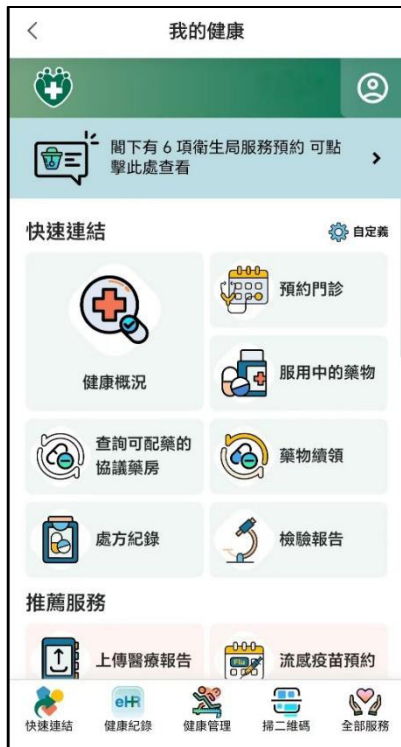 我的健康
閣下有 6 項衛生局服務預約 可點
擊此處查看
快速連結
自定義
健康概況
預約門診
服用中的藥物
查詢可配藥的
協議藥房
藥物續領
處方紀錄
檢驗報告
推薦服務
上傳醫療報告
Flu
流感疫苗預約
快速連結
eHR
健康紀錄
健康管理
掃二維碼
全部服務